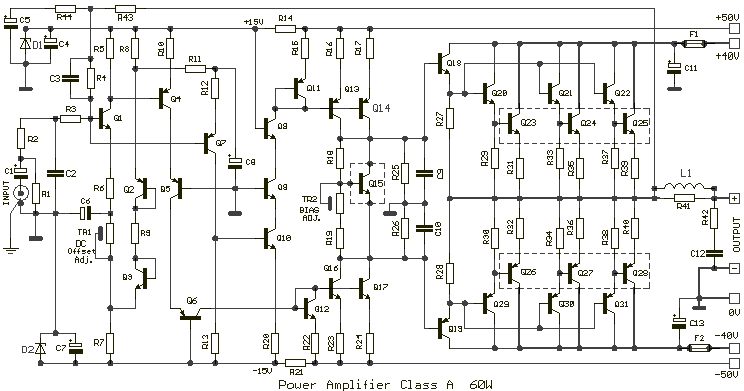 C5
R44
R43
+15V
R14
+50V
D1
C4
R5
R8
R10
R15
R16
R17
Q18
F1
+40V
C3
R4
R11
R12
Q11
Q13
Q14
C11
R3
Q1
Q4
Q20
Q21
Q22
R2
Q7
Q8
R27
Q23
Q24
Q25
C1
C2
C8
R18
R25
C9
R29
R31
R33
R35
R37
R39
INPUT
R1
R6
Q2
Q5
Q9
TR2
BIAS
ADJ.
Q15
L1
R41
C6
TR1
DC
Offset
Adj.
R9
Q10
R19
R26
C10
R30
R32
R34
R36
R38
R40
R42
OUTPUT
Q3
Q16
Q17
R28
Q26
Q27
Q28
C12
Q6
Q12
Q29
Q30
Q31
0V
D2
C7
R7
R13
R20
R22
R23
R24
Q19
C13
F2
-40V
-15V
R21
-50V
Power Amplifier Class A 60W